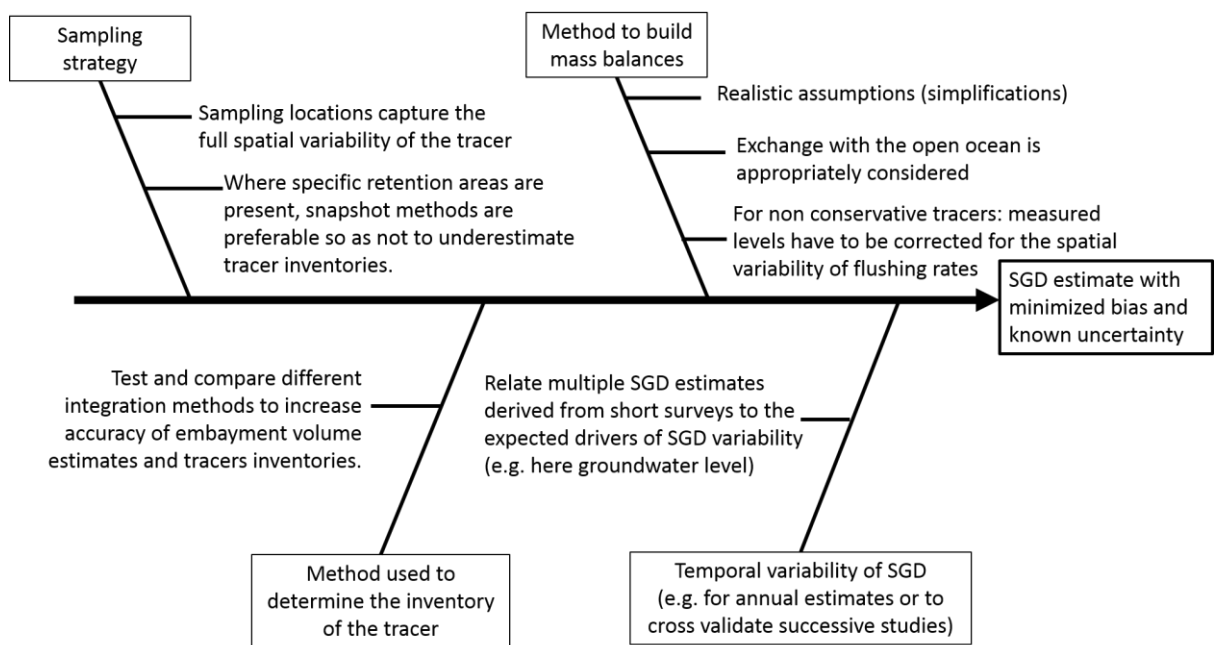 Sampling
strategy
Sampling locations capture the
full spatial variability of the tracer
Where specific retention areas are
present, snapshot methods are
preferable so as not to underestimate
tracer inventories.
Method to build
mass balances
Realistic assumptions (simplifications)
Exchange with the open ocean is
appropriately considered
For non conservative tracers: measured
levels have to be corrected for the spatial
variability of flushing rates
SGD estimate with
minimized bias and
known uncertainty
Test and compare different
integration methods to increase
accuracy of embayment volume
estimates and tracers inventories.
Method used to
determine the inventory
of the tracer
Relate multiple SGD estimates
derived from short surveys to the
expected drivers of SGD variability
(e.g. here groundwater level)
Temporal variability of SGD
(e.g. for annual estimates or to
cross validate successive studies)